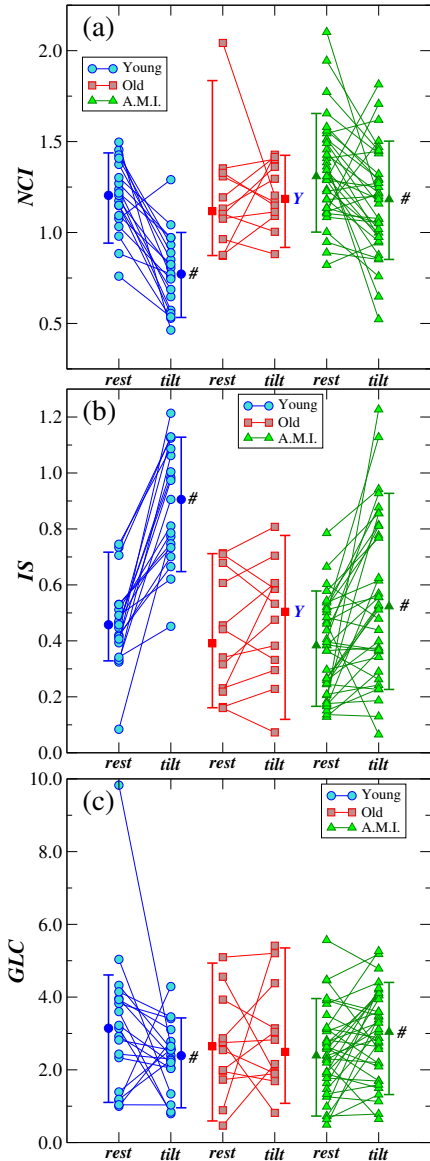 (a)
Young
Old
A.M.I.
2.0
1.5
1.0
0.5
NCI
#
Y
#
rest tilt rest tilt rest tilt
(b)
Young
Old
A.M.I.
1.2
1.0
0.8
0.6
0.4
0.2
0.0
IS
#
Y
#
rest tilt rest tilt rest tilt
10.0
(c)
Young
Old
A.M.I.
8.0
6.0
4.0
2.0
0.0
GLC
#
#
rest tilt rest tilt rest tilt